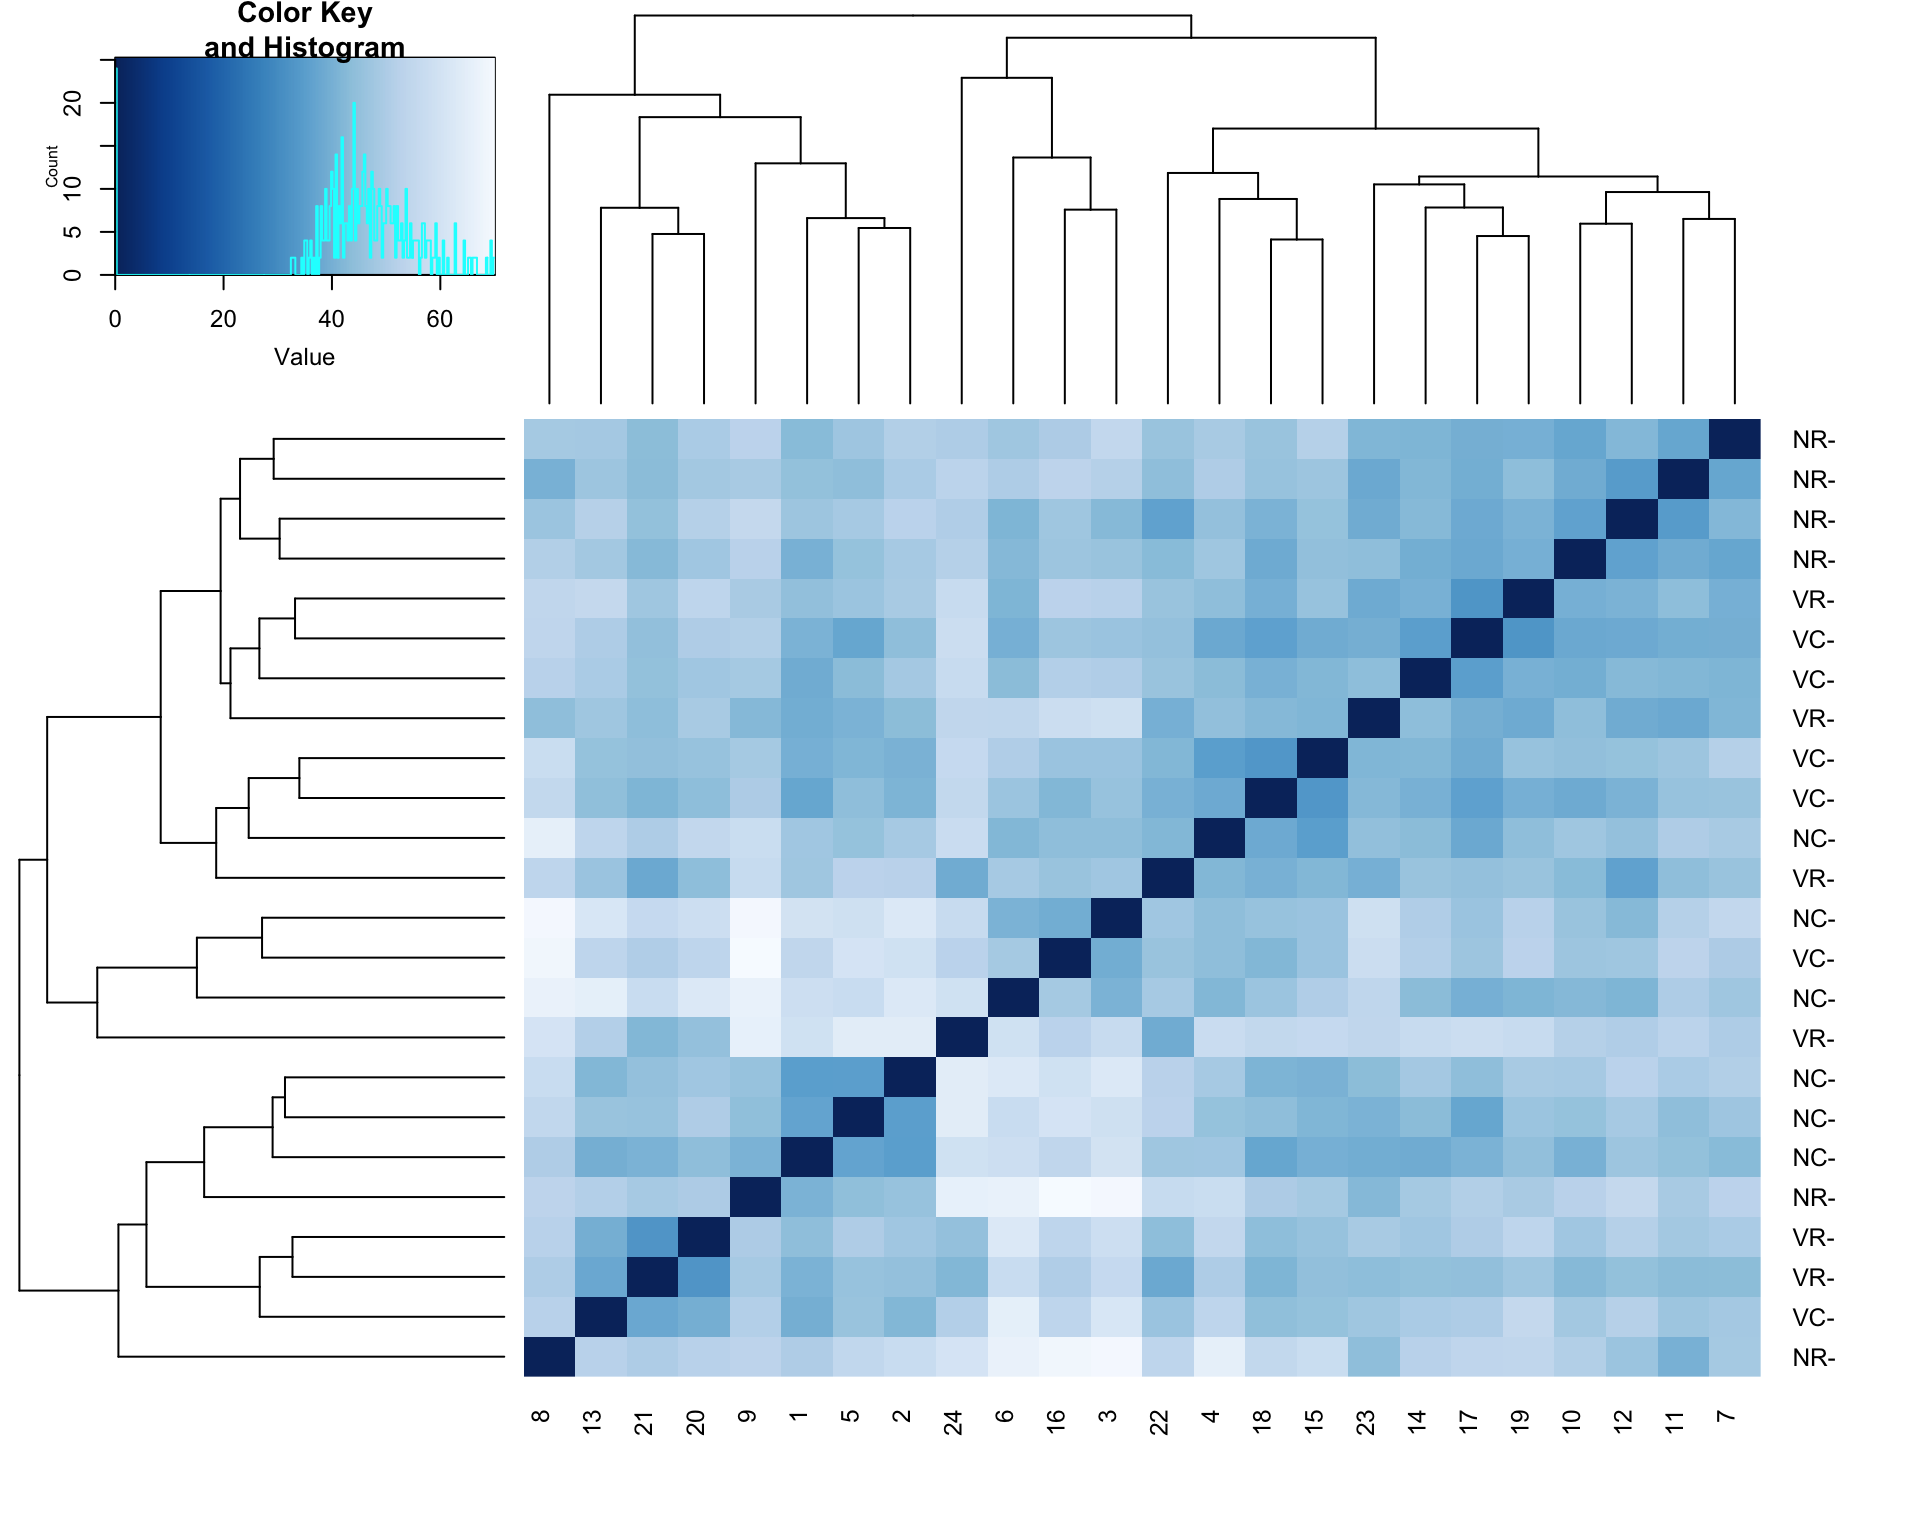 Color Key
and Histogram
Count
0 5 10 20
0 20 40 60
Value
NR-
NR-
NR-
NR-
VR-
VC-
VC-
VR-
VC-
VC-
NC-
VR-
NC-
VC-
NC-
VR-
NC-
NC-
NC-
NR-
VR-
VR-
VC-
NR-
8 13 21 20 9 1 5 2 24 6 16 3 22 4 18 15 23 14 17 19 10 12 11 7